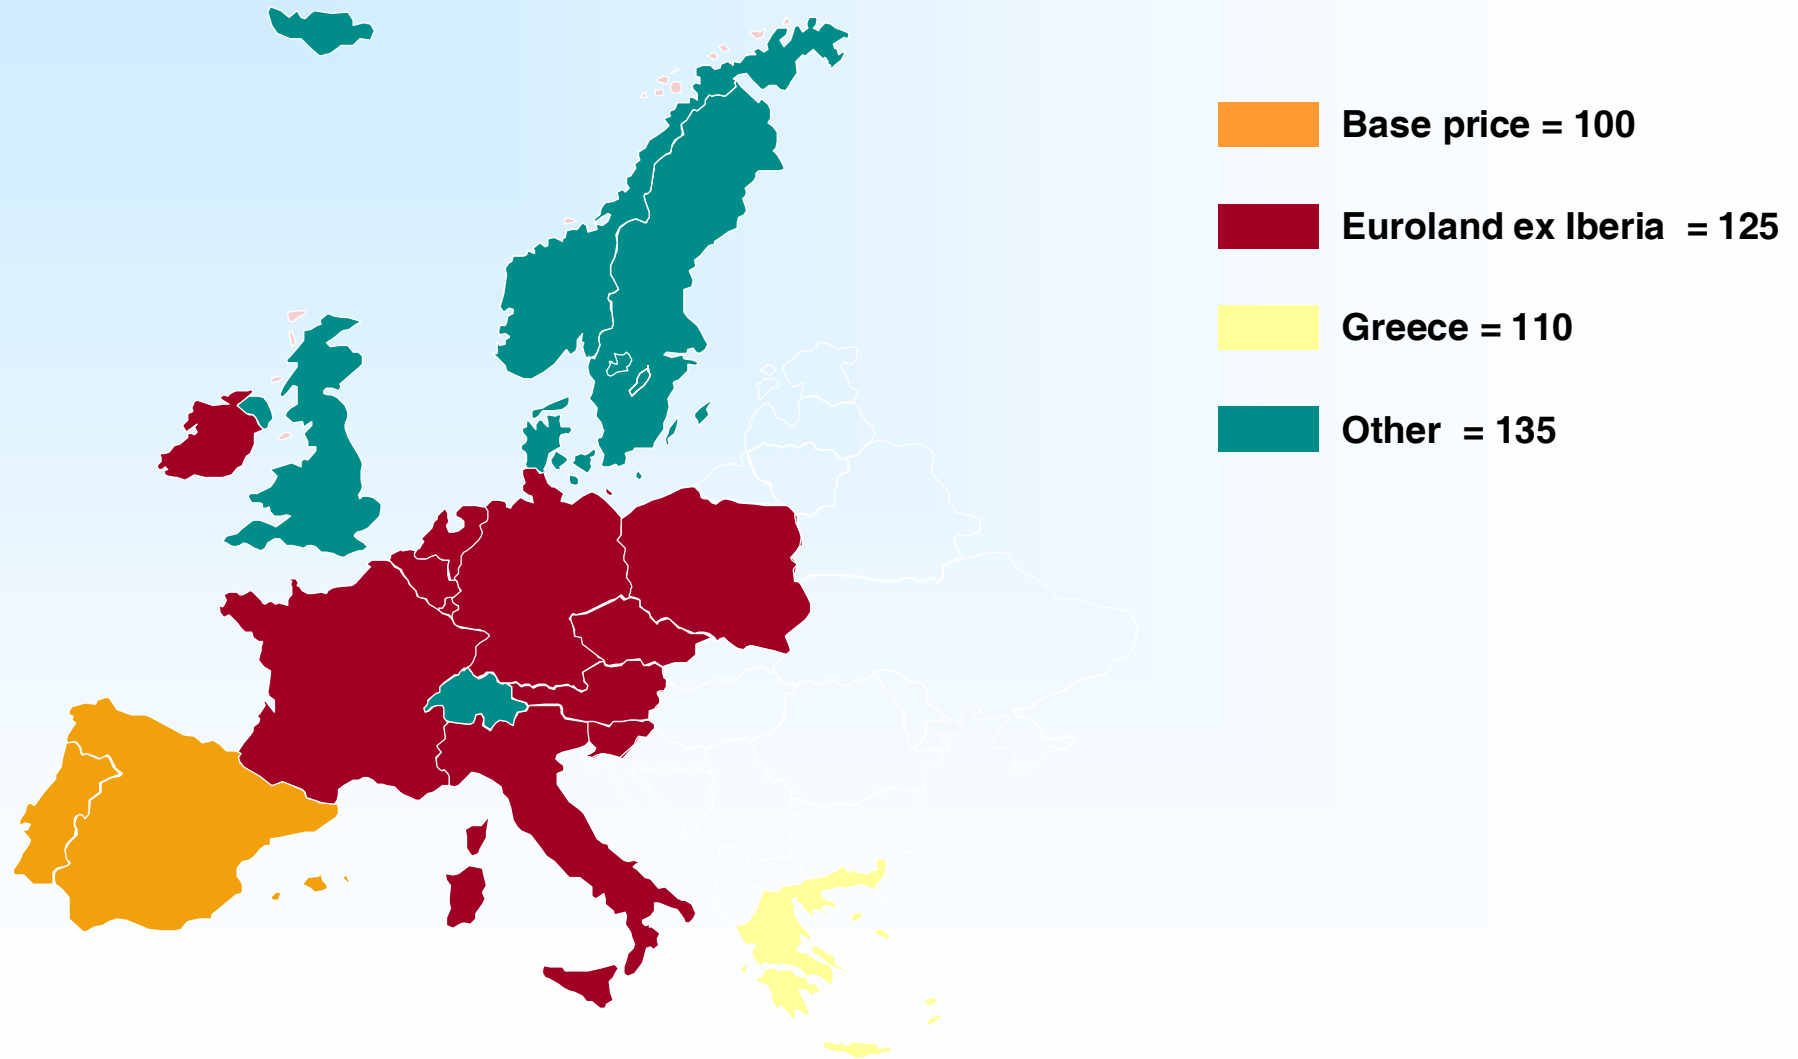 Base price = 100
Euroland ex Iberia = 125
Greece = 110
Other = 135